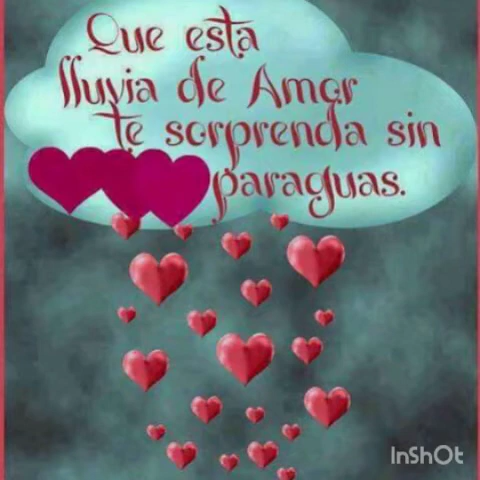 Que esta
lluvia de Amor
te sorprenda sin
paraguas.
InShOt